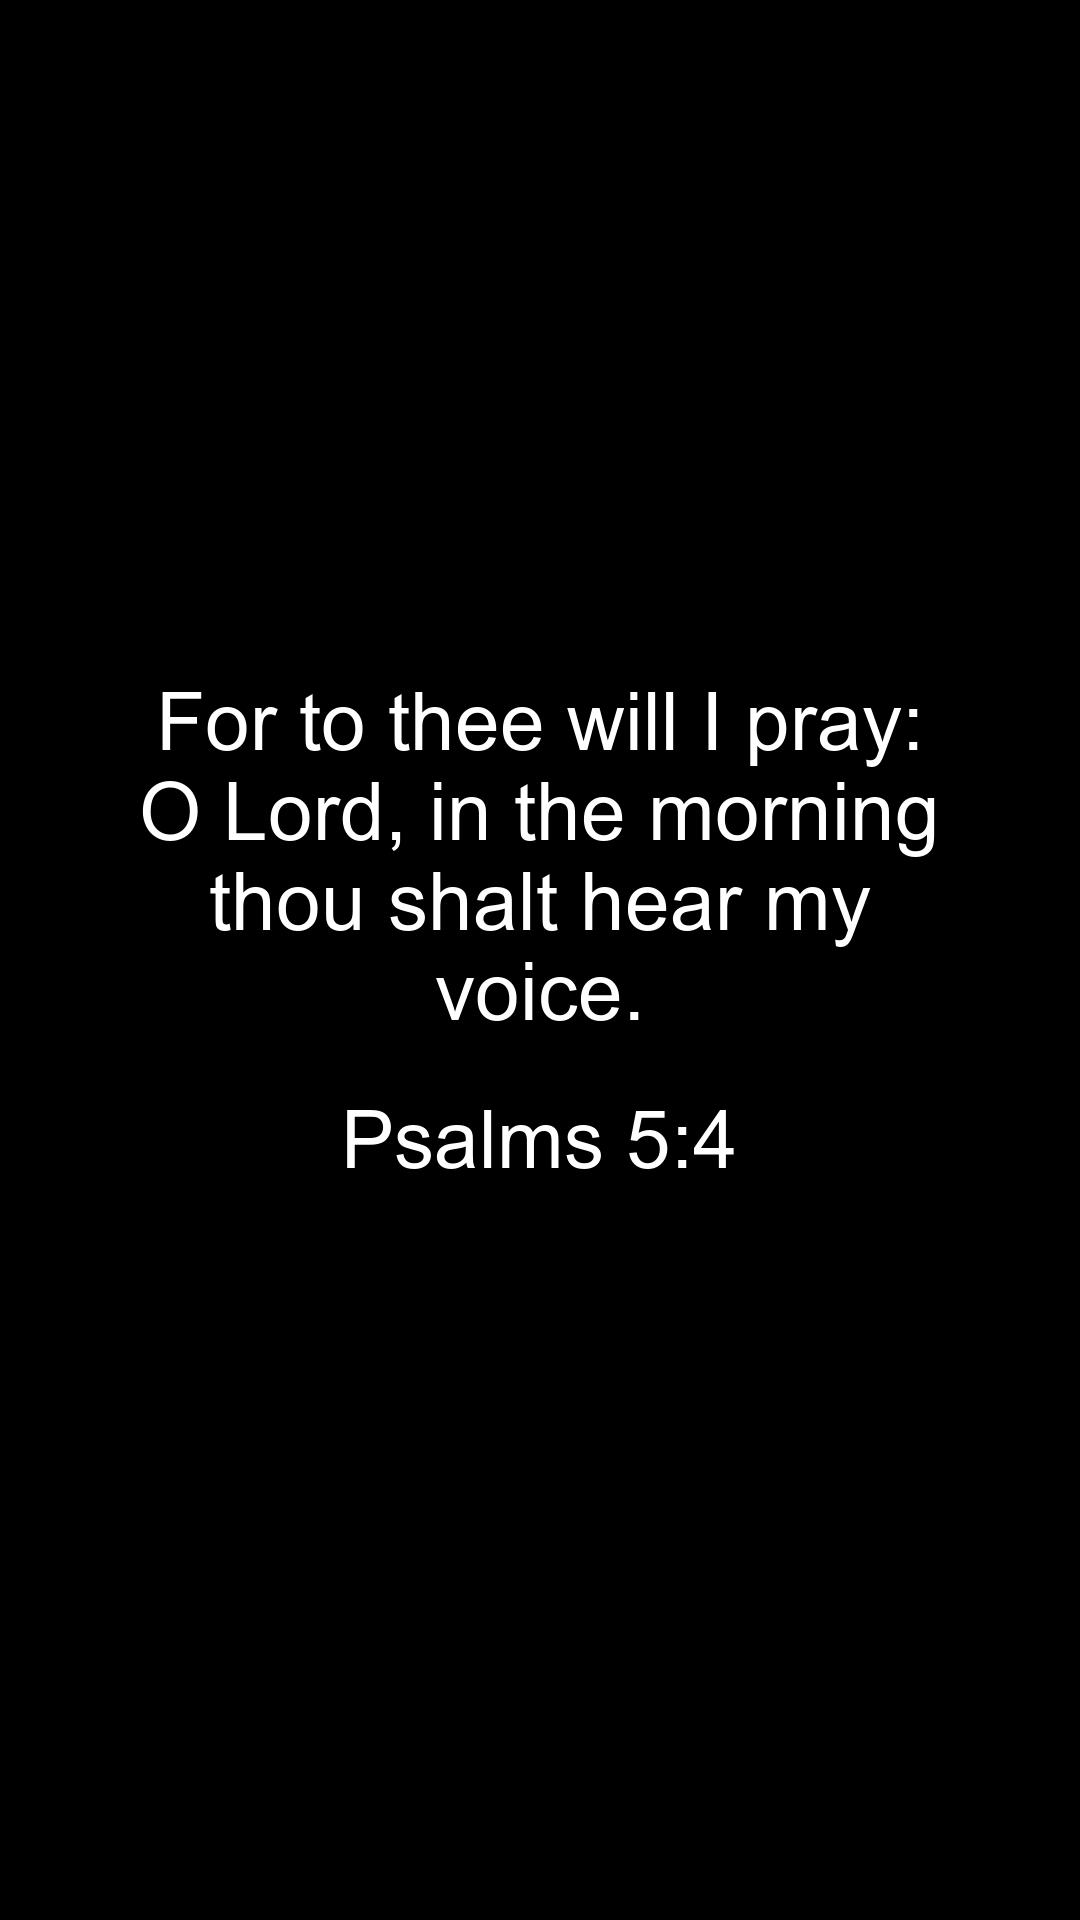 For to thee will I pray:
O Lord, in the morning
thou shalt hear my
voice.
Psalms 5:4